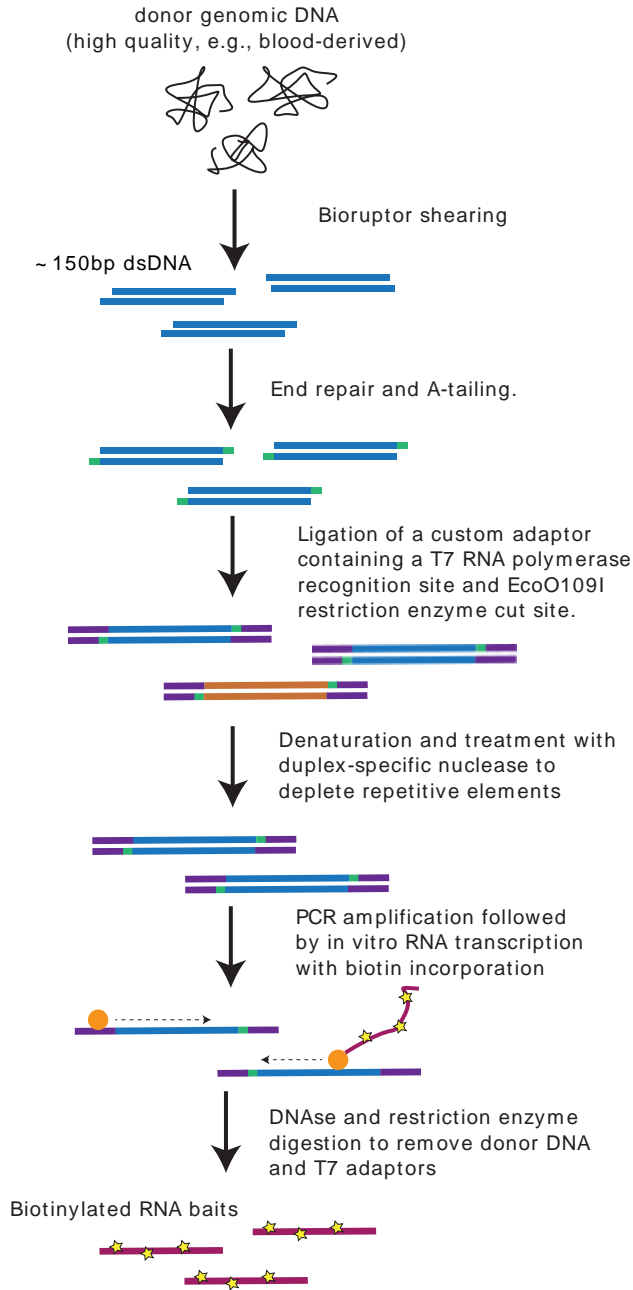 donor genomic DNA
(high quality, e.g., blood-derived)
Bioruptor shearing
~ 150bp dsDNA
End repair and A-tailing.
Ligation of a custom adaptor
containing a T7 RNA polymerase
recognition site and EcoO109I
restriction enzyme cut site.
Denaturation and treatment with
duplex-specific nuclease to
deplete repetitive elements
PCR amplification followed
by in vitro RNA transcription
with biotin incorporation
DNAse and restriction enzyme
digestion to remove donor DNA
and T7 adaptors
Biotinylated RNA baits